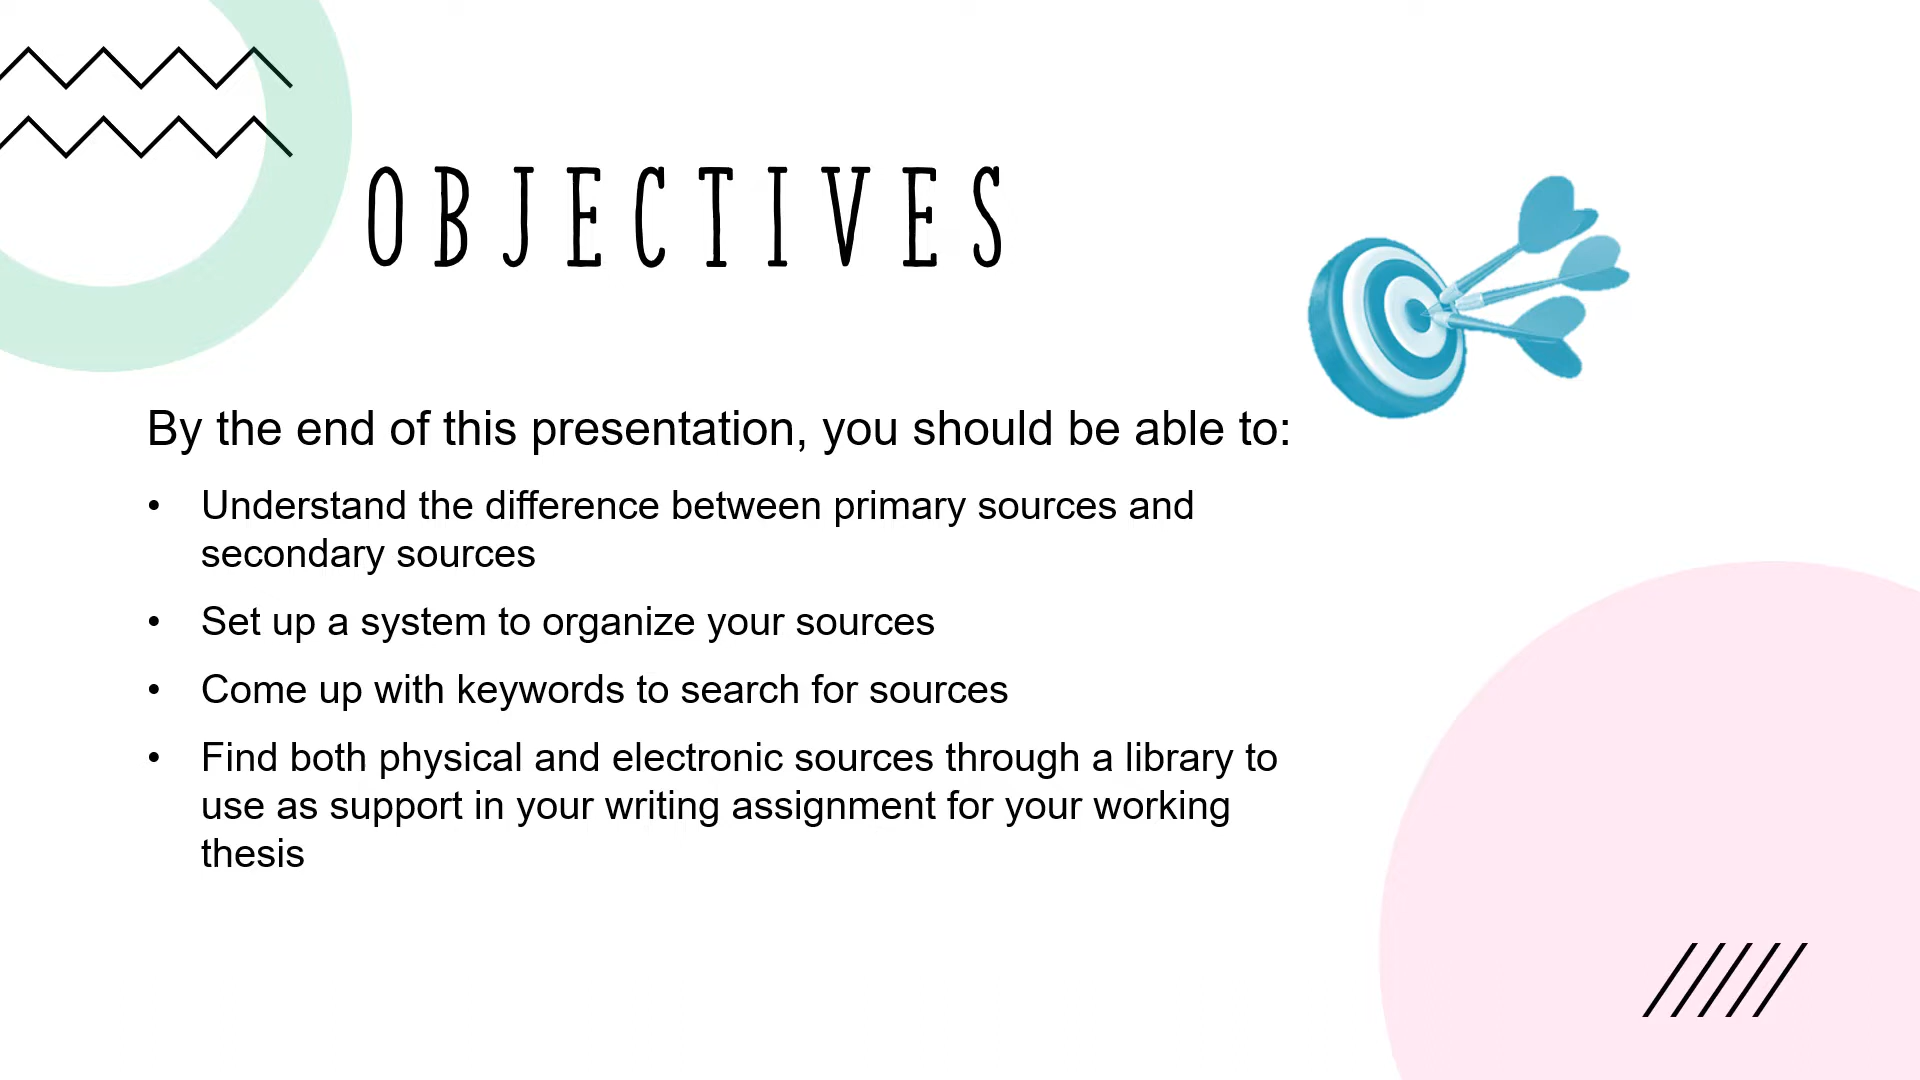 OBJECTIVES
By the end of this presentation, you should be able to:
• Understand the difference between primary sources and
secondary sources
• Set up a system to organize your sources
• Come up with keywords to search for sources
• Find both physical and electronic sources through a library to
use as support in your writing assignment for your working
thesis